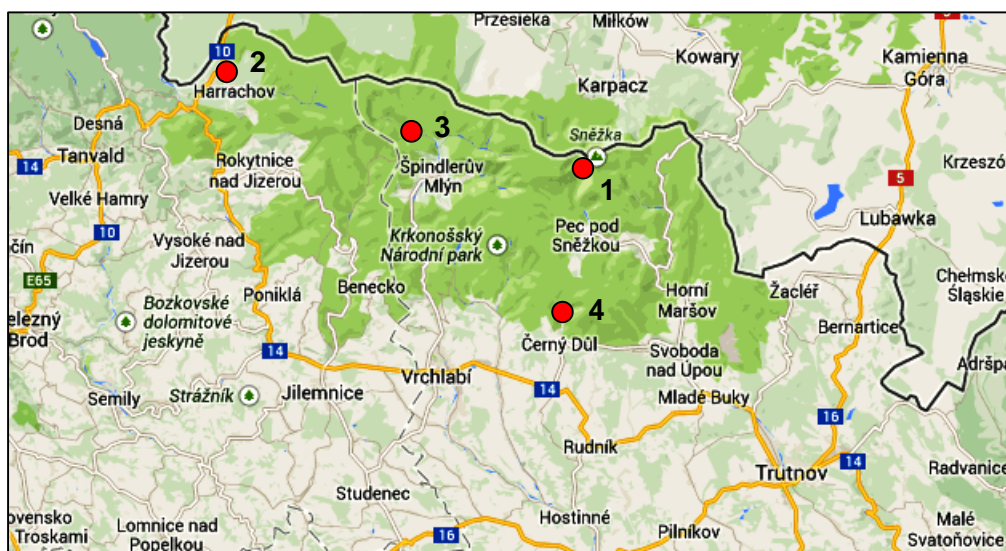 Przesieka
Miłków
5
10
2
Kowary
Kamienna
Góra
Harrachov
Karpacz
Desná
3
Sněżka
Tanvald
14
Rokytnice
nad Jizerou
Špindlerův
Mlýn
1
Krzeszó
5
Velké Hamry
Pec pod
Sněžkou
Lubawka
10
Vysoké nad
Jizerou
Krkonošský
Národní park
očín
E65
Poniklá
Benecko
Horní
Maršov
Žacléř
Chełmsko
Śląskie
Bozkovské
dolomitové
jeskyně
4
elezný
Brod
Bernartice
14
Černý Důl
Svoboda
nad Úpou
Adršpa
Semily
Strážník
Jilemnice
Vrchlabí
14
Mladé Buky
16
Rudník
Trutnov
14
Radvanice
Studenec
ovensko
Troskami
Lomnice nad
Popelkou
16
Hostinné
Pilníkov
Malé
Svatoňovice